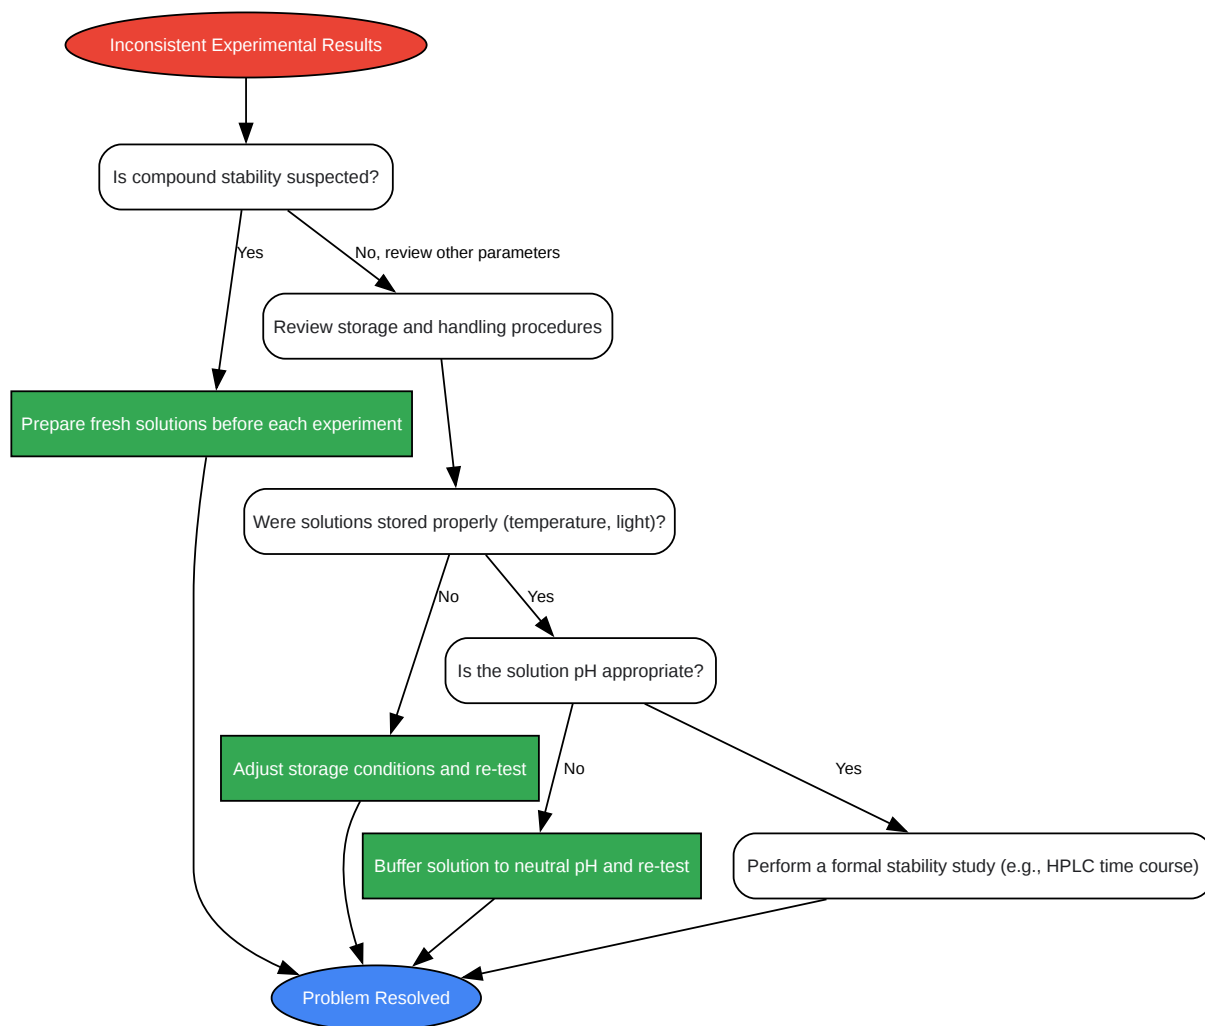 Inconsistent Experimental Results
Is compound stability suspected?
Yes
No, review other parameters
Review storage and handling procedures
Prepare fresh solutions before each experiment
Were solutions stored properly (temperature, light)?
No
Yes
Is the solution pH appropriate?
Adjust storage conditions and re-test
No
Yes
Buffer solution to neutral pH and re-test
Perform a formal stability study (e.g., HPLC time course)
Problem Resolved